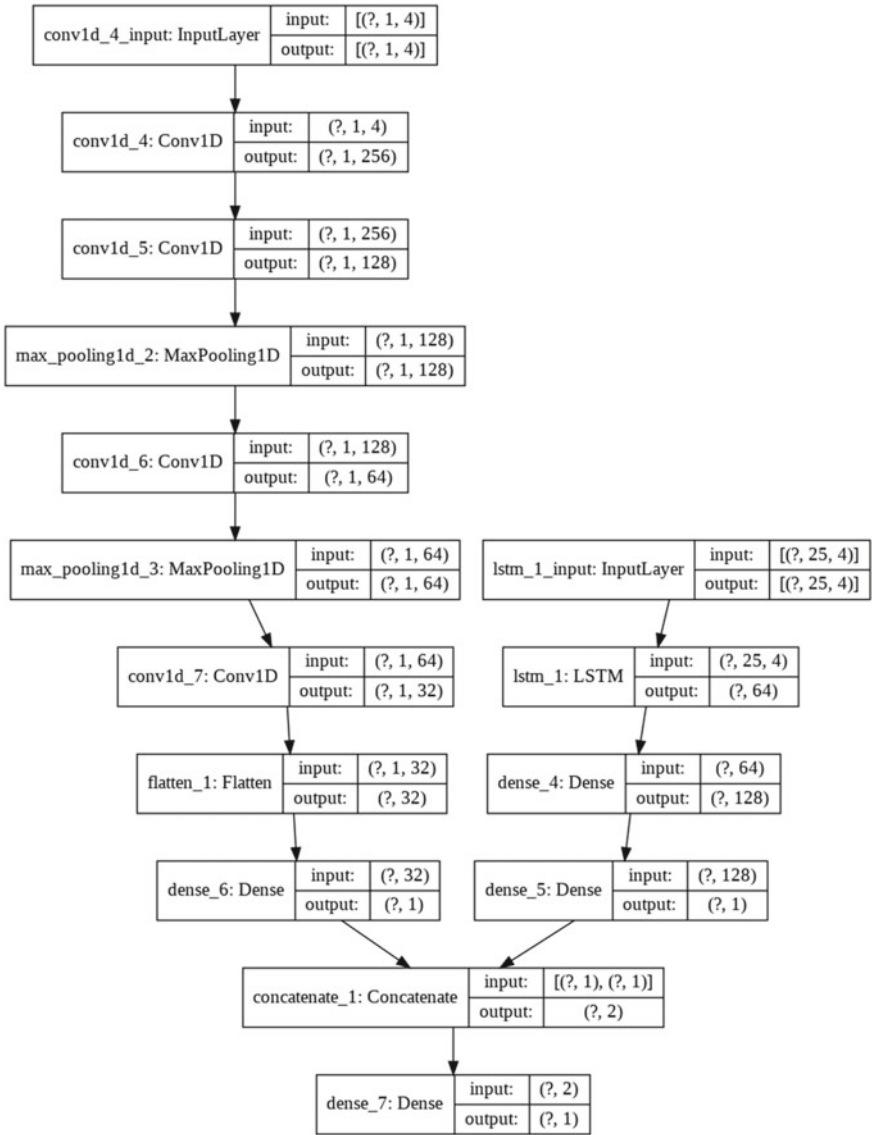 conv1d_4_input: InputLayer
input: [(?, 1, 4)]
output: [(?, 1, 4)]
conv1d_4: Conv1D
input: (?, 1, 4)
output: (?, 1, 256)
conv1d_5: Conv1D
input: (?, 1, 256)
output: (?, 1, 128)
max_pooling1d_2: MaxPooling1D
input: (?, 1, 128)
output: (?, 1, 128)
conv1d_6: Conv1D
input: (?, 1, 128)
output: (?, 1, 64)
max_pooling1d_3: MaxPooling1D
input: (?, 1, 64)
output: (?, 1, 64)
lstm_1_input: InputLayer
input: [(?, 25, 4)]
output: [(?, 25, 4)]
conv1d_7: Conv1D
input: (?, 1, 64)
output: (?, 1, 32)
lstm_1: LSTM
input: (?, 25, 4)
output: (?, 64)
flatten_1: Flatten
input: (?, 1, 32)
output: (?, 32)
dense_4: Dense
input: (?, 64)
output: (?, 128)
dense_6: Dense
input: (?, 32)
output: (?, 1)
dense_5: Dense
input: (?, 128)
output: (?, 1)
concatenate_1: Concatenate
input: [(?, 1), (?, 1)]
output: (?, 2)
dense_7: Dense
input: (?, 2)
output: (?, 1)